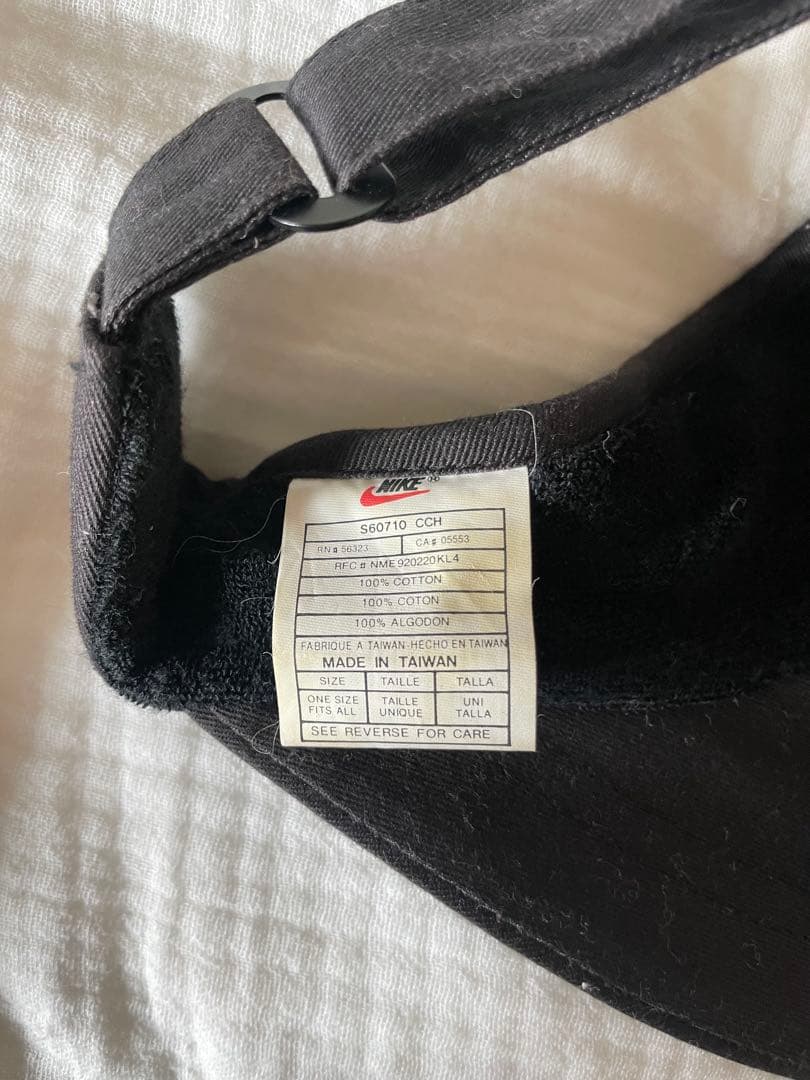 NIKE®
S60710 CCH
RN# 56323 CA# 05553
RFC# NME920220KL4
100% COTTON
100% COTON
100% ALGODON
FABRIQUE A TAIWAN-HECHO EN TAIWAN
MADE IN TAIWAN
SIZE TAILLE TALLA
ONE SIZE FITS ALL TAILLE UNIQUE UNI TALLA
SEE REVERSE FOR CARE